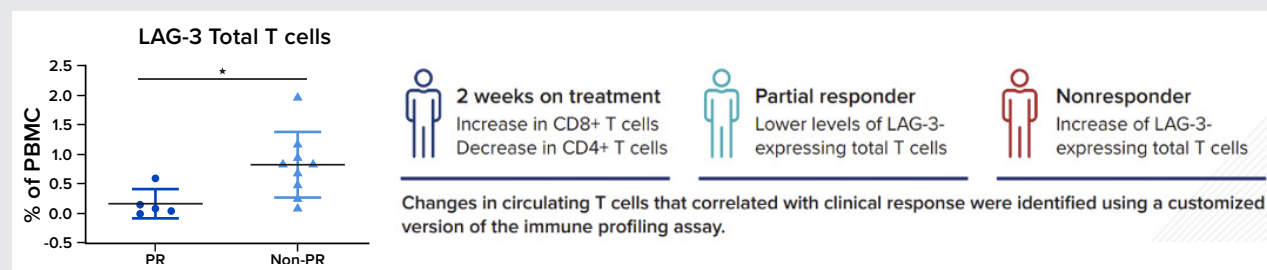 LAG-3 Total T cells
% of PBMC
2.5
2.0
1.5
1.0
0.5
0.0
-0.5
*
PR
Non-PR
2 weeks on treatment
Increase in CD8+ T cells
Decrease in CD4+ T cells
Partial responder
Lower levels of LAG-3-
expressing total T cells
Nonresponder
Increase of LAG-3-
expressing total T cells
Changes in circulating T cells that correlated with clinical response were identified using a customized
version of the immune profiling assay.